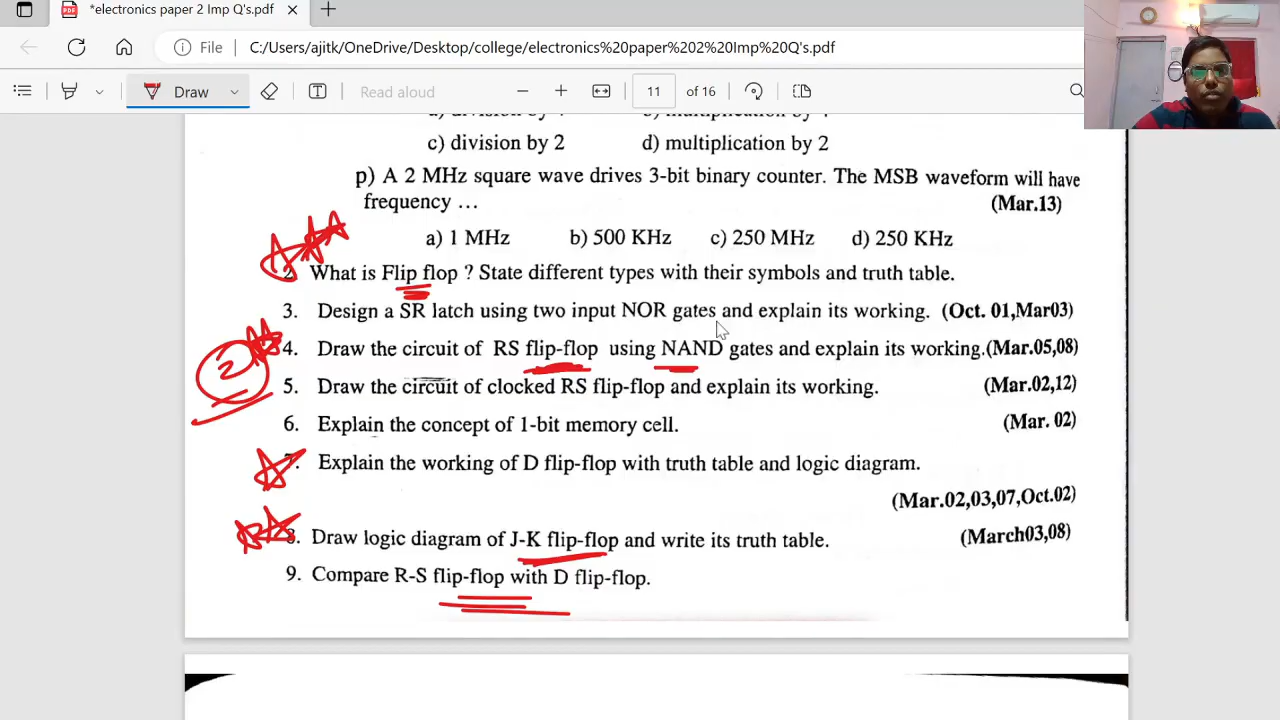 *electronics paper 2 Imp Q's.pdf
File C:/Users/ajitk/OneDrive/Desktop/college/electronics%20paper%202%20Imp%20Q's.pdf
Draw Read aloud 11 of 16
c) division by 2 d) multiplication by 2
p) A 2 MHz square wave drives 3-bit binary counter. The MSB waveform will have
frequency ... (Mar.13)
a) 1 MHz b) 500 KHz c) 250 MHz d) 250 KHz
2. What is Flip flop ? State different types with their symbols and truth table.
3. Design a SR latch using two input NOR gates and explain its working. (Oct. 01,Mar03)
2
4. Draw the circuit of RS flip-flop using NAND gates and explain its working.(Mar.05,08)
5. Draw the circuit of clocked RS flip-flop and explain its working. (Mar.02,12)
6. Explain the concept of 1-bit memory cell. (Mar. 02)
7. Explain the working of D flip-flop with truth table and logic diagram.
(Mar.02,03,07,Oct.02)
8. Draw logic diagram of J-K flip-flop and write its truth table. (March03,08)
9. Compare R-S flip-flop with D flip-flop.